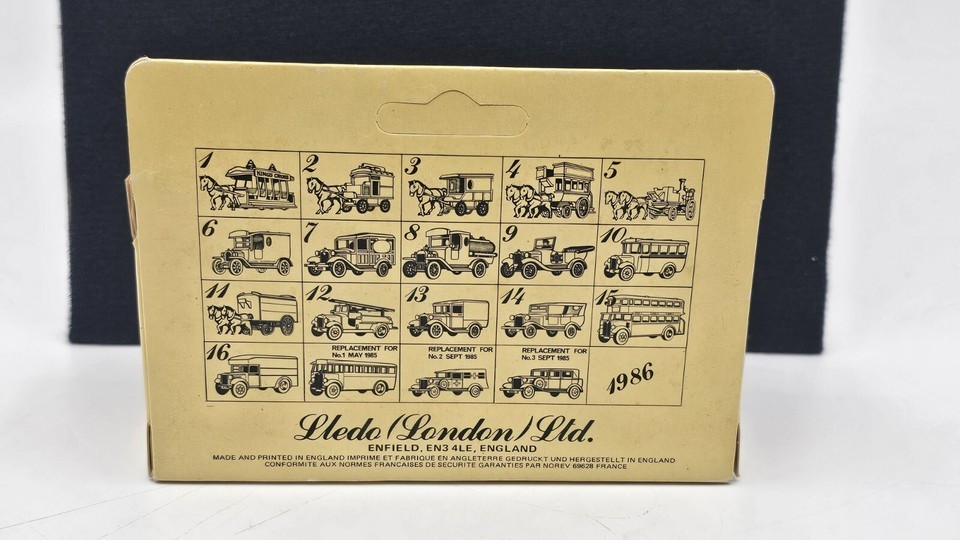 1 KINGS CROSS 2 3 4 5
6 7 8 9 10
11 12 13 14 15
16 REPLACEMENT FOR REPLACEMENT FOR REPLACEMENT FOR
No.1 MAY 1985 No.2 SEPT 1985 No.3 SEPT 1985
1986
Lledo (London) Ltd.
ENFIELD, EN3 4LE, ENGLAND
MADE AND PRINTED IN ENGLAND IMPRIME ET FABRIQUE EN ANGLETERRE GEDRUCKT UND HERGESTELLT IN ENGLAND
CONFORMITE AUX NORMES FRANCAISES DE SECURITE GARANTIES PAR NOREV 69628 FRANCE